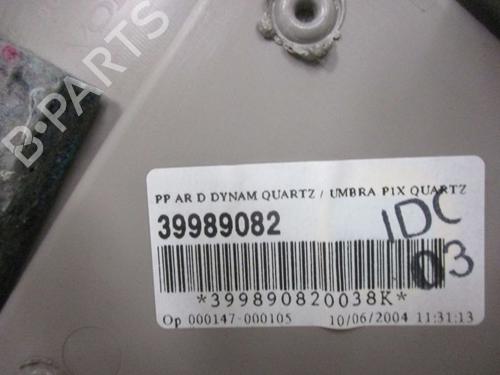 B-PARTS
PP AR D DYNAM QUARTZ / UMBRA PIX QUARTZ
39989082
IDC
03
*399890820038K*
Op 000147-000105 10/06/2004 11:31:13